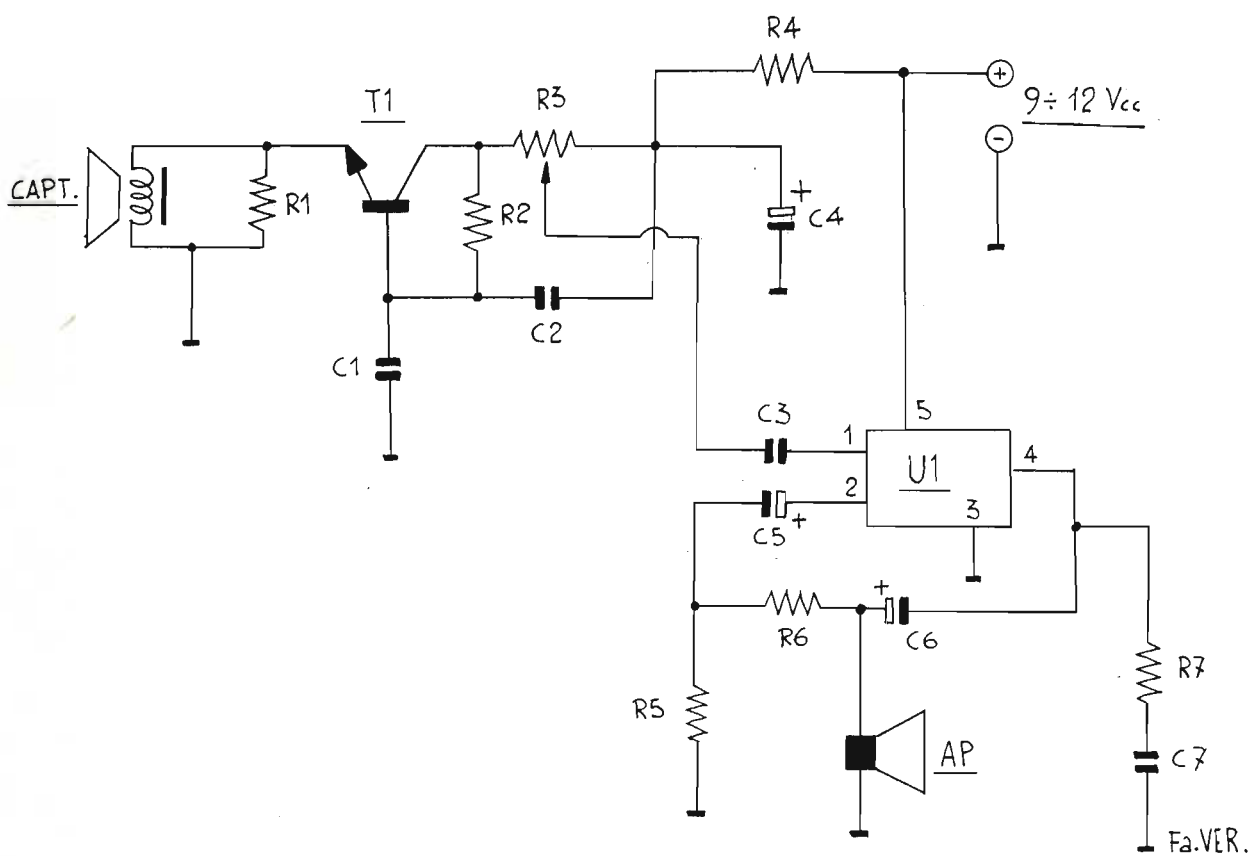 R4
T1
R3
9÷12 Vcc
+
-
CAPT.
R1
R2
+
C4
C2
C1
C3
5
1
U1
4
2
3
C5
+
+
R6
C6
R7
R5
AP
C7
Fa.VER.